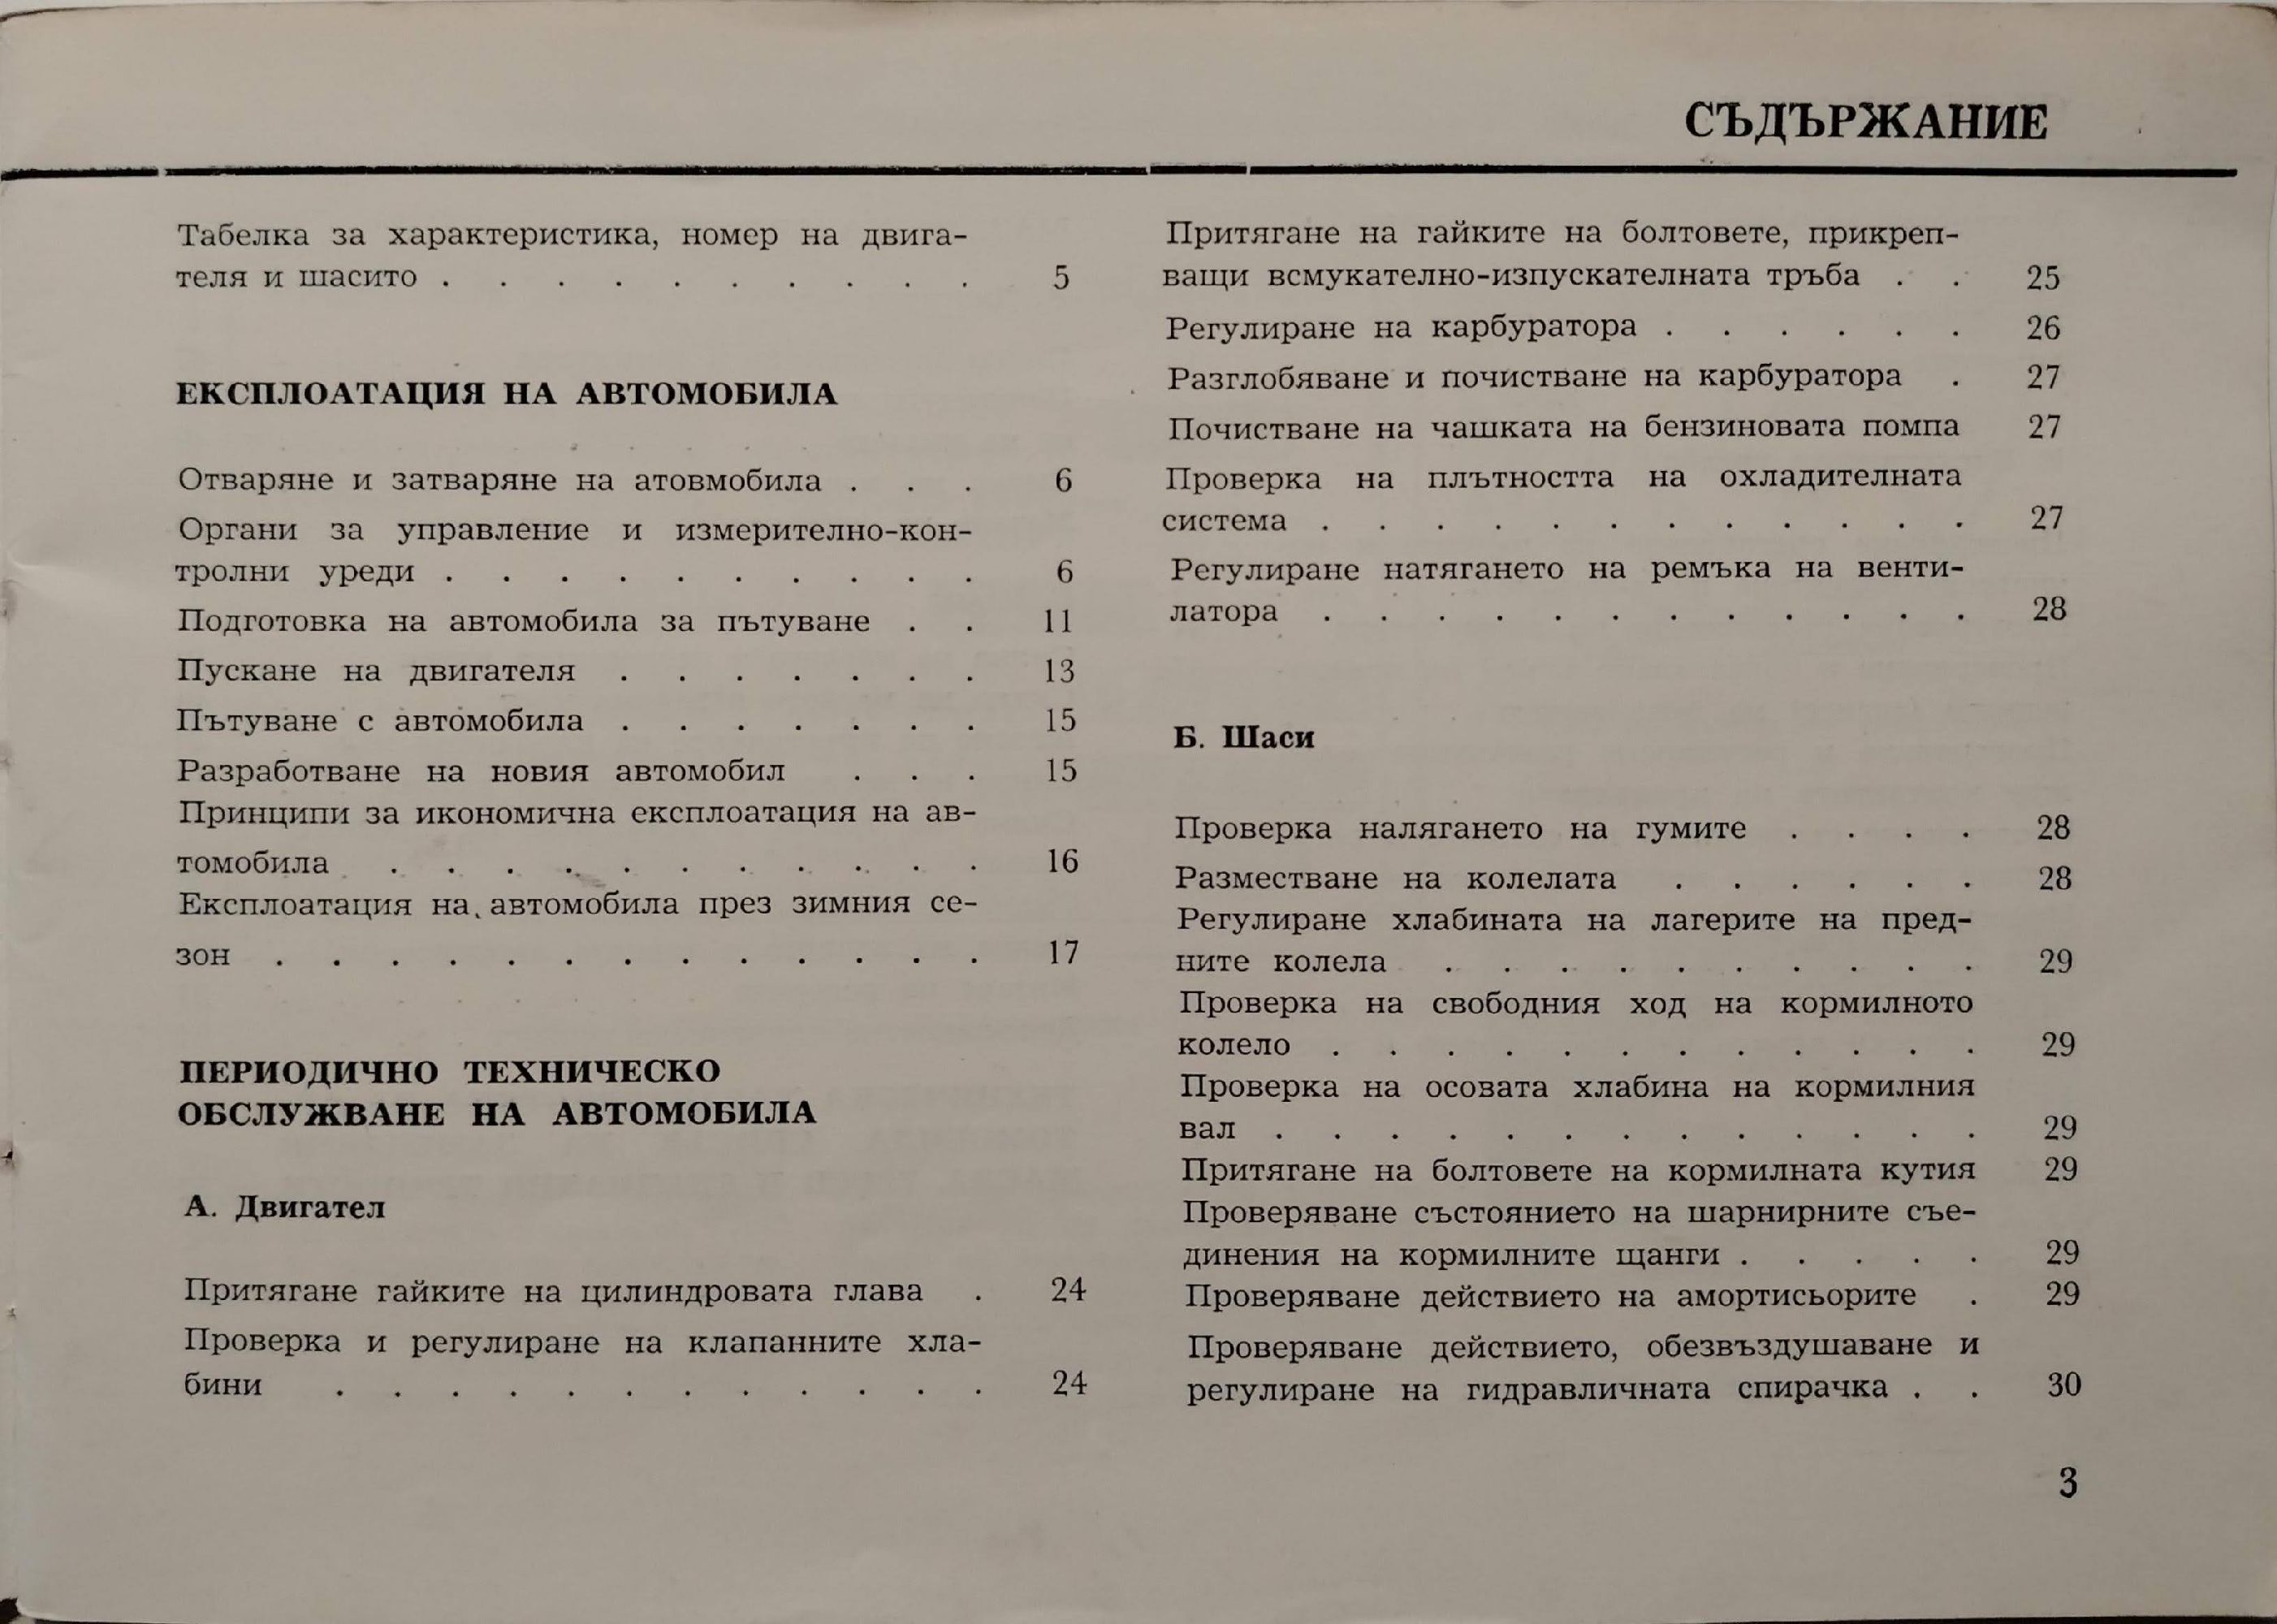 СЪДЪРЖАНИЕ
Табелка за характеристика, номер на двига-
теля и шасито . . . . . . . . . . 5
ЕКСПЛОАТАЦИЯ НА АВТОМОБИЛА
Отваряне и затваряне на атовмобила . . . 6
Органи за управление и измерително-кон-
тролни уреди . . . . . . . . . . 6
Подготовка на автомобила за пътуване . . 11
Пускане на двигателя . . . . . . . 13
Пътуване с автомобила . . . . . . . 15
Разработване на новия автомобил . . . 15
Принципи за икономична експлоатация на ав-
томобила . . . . . . . . . . . 16
Експлоатация на автомобила през зимния се-
зон . . . . . . . . . . . . . 17
ПЕРИОДИЧНО ТЕХНИЧЕСКО
ОБСЛУЖВАНЕ НА АВТОМОБИЛА
А. Двигател
Притягане гайките на цилиндровата глава . 24
Проверка и регулиране на клапанните хла-
бини . . . . . . . . . . . . 24
Притягане на гайките на болтовете, прикреп-
ващи всмукателно-изпускателната тръба . . 25
Регулиране на карбуратора . . . . . . 26
Разглобяване и почистване на карбуратора . 27
Почистване на чашката на бензиновата помпа 27
Проверка на плътността на охладителната
система . . . . . . . . . . . . 27
Регулиране натягането на ремъка на венти-
латора . . . . . . . . . . . . 28
Б. Шаси
Проверка налягането на гумите . . . . 28
Разместване на колелата . . . . . . 28
Регулиране хлабината на лагерите на пред-
ните колела . . . . . . . . . . 29
Проверка на свободния ход на кормилното
колело . . . . . . . . . . . . 29
Проверка на осовата хлабина на кормилния
вал . . . . . . . . . . . . . 29
Притягане на болтовете на кормилната кутия 29
Проверяване състоянието на шарнирните съе-
динения на кормилните щанги . . . . . 29
Проверяване действието на амортисьорите . 29
Проверяване действието, обезвъздушаване и
регулиране на гидравличната спирачка . . 30
3